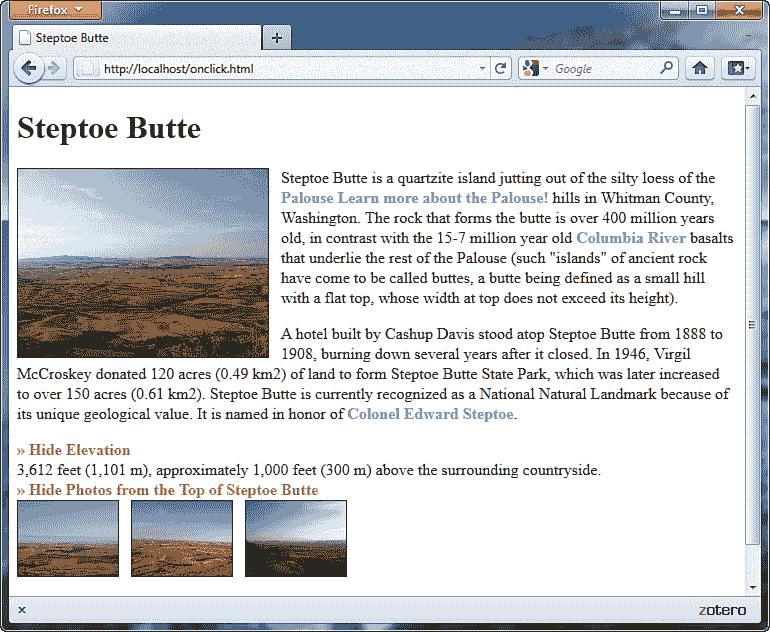 Firefox
Steptoe Butte
http://localhost/onclick.html
Google
Steptoe Butte
Steptoe Butte is a quartzite island jutting out of the silty loess of the
Palouse Learn more about the Palouse! hills in Whitman County,
Washington. The rock that forms the butte is over 400 million years
old, in contrast with the 15-7 million year old Columbia River basalts
that underlie the rest of the Palouse (such "islands" of ancient rock
have come to be called buttes, a butte being defined as a small hill
with a flat top, whose width at top does not exceed its height).
A hotel built by Cashup Davis stood atop Steptoe Butte from 1888 to
1908, burning down several years after it closed. In 1946, Virgil
McCroskey donated 120 acres (0.49 km2) of land to form Steptoe Butte State Park, which was later increased
to over 150 acres (0.61 km2). Steptoe Butte is currently recognized as a National Natural Landmark because of
its unique geological value. It is named in honor of Colonel Edward Steptoe.
» Hide Elevation
3,612 feet (1,101 m), approximately 1,000 feet (300 m) above the surrounding countryside.
» Hide Photos from the Top of Steptoe Butte
zotero